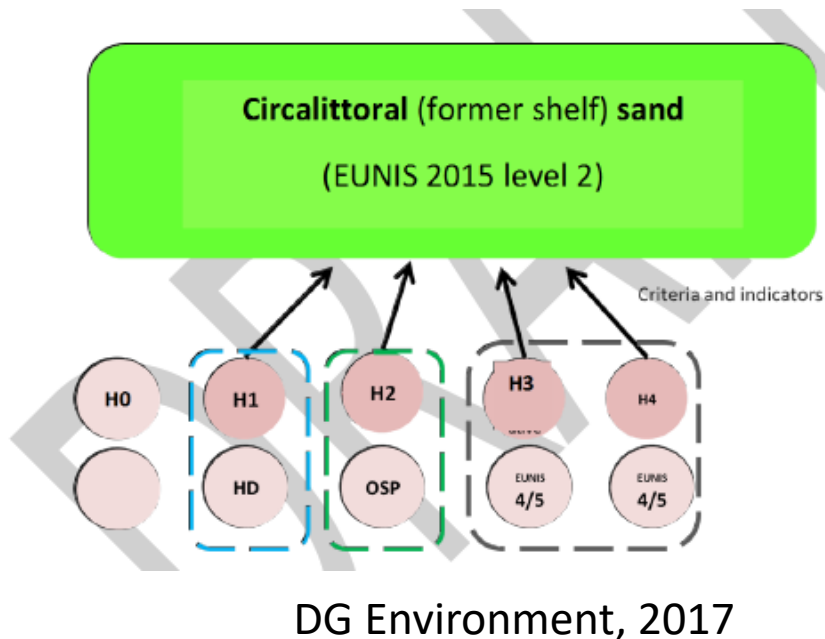 Circalittoral (former shelf) sand
(EUNIS 2015 level 2)
Criteria and indicators
H0
H1
H2
H3
H4
HD
OSP
EUNIS
4/5
EUNIS
4/5
DG Environment, 2017